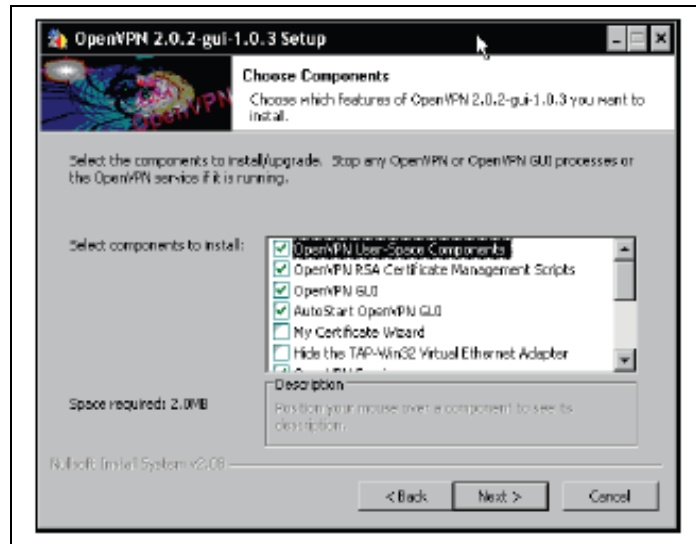 OpenVPN 2.0.2-gui-1.0.3 Setup
OpenVPN
Choose Components
Choose which features of OpenVPN 2.0.2-gui-1.0.3 you want to
install.
Select the components to install/upgrade. Stop any OpenVPN or OpenVPN GUI processes or
the OpenVPN service if it is running.
Select components to install:
OpenVPN User-Space Components
OpenVPN RSA Certificate Management Scripts
OpenVPN GUI
AutoStart OpenVPN GUI
My Certificate Wizard
Hide the TAP-Win32 Virtual Ethernet Adapter
Space required: 2.0MB
Description
Position your mouse over a component to see its
description.
Nullsoft Install System v2.08
< Back
Next >
Cancel